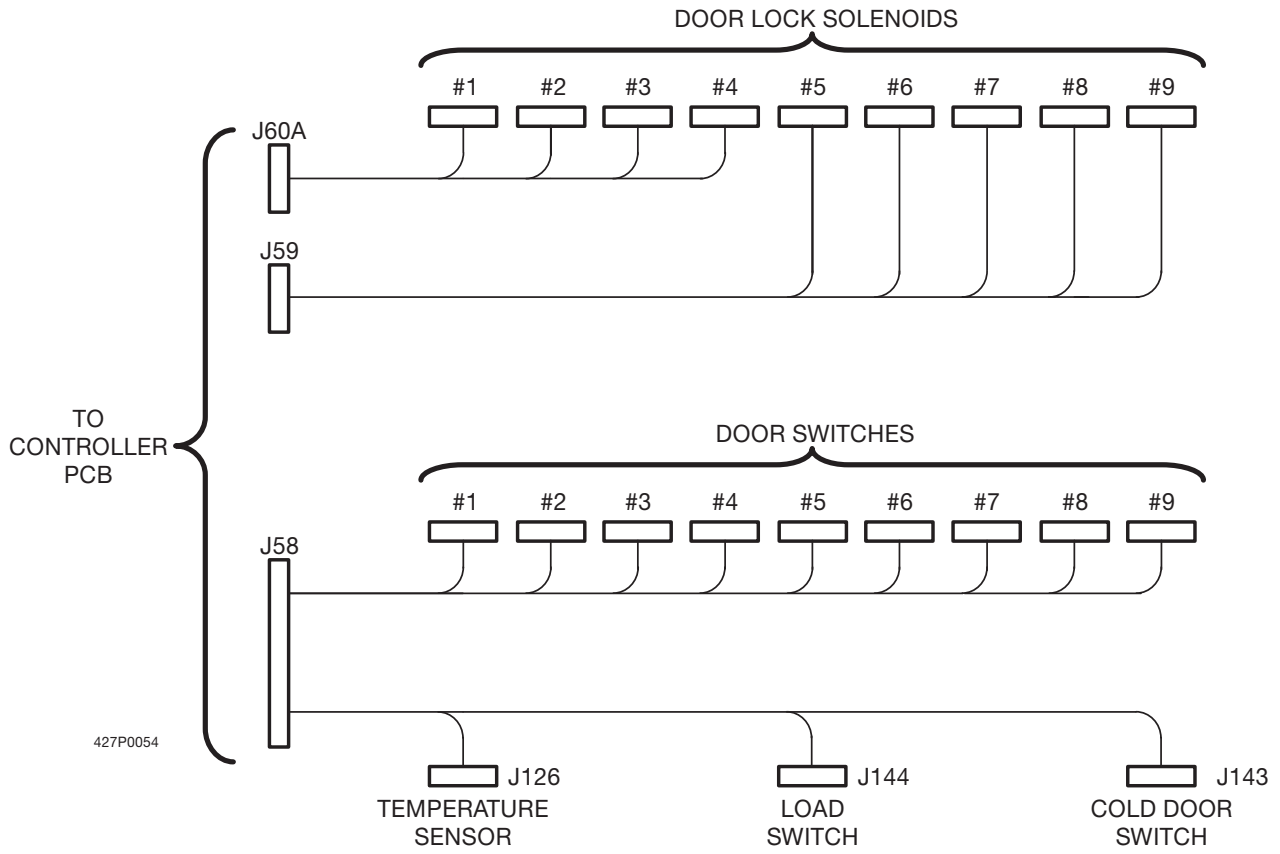 DOOR LOCK SOLENOIDS
#1 #2 #3 #4 #5 #6 #7 #8 #9
J60A
J59
TO
CONTROLLER
PCB
DOOR SWITCHES
#1 #2 #3 #4 #5 #6 #7 #8 #9
J58
427P0054
J126
TEMPERATURE
SENSOR
J144
LOAD
SWITCH
J143
COLD DOOR
SWITCH